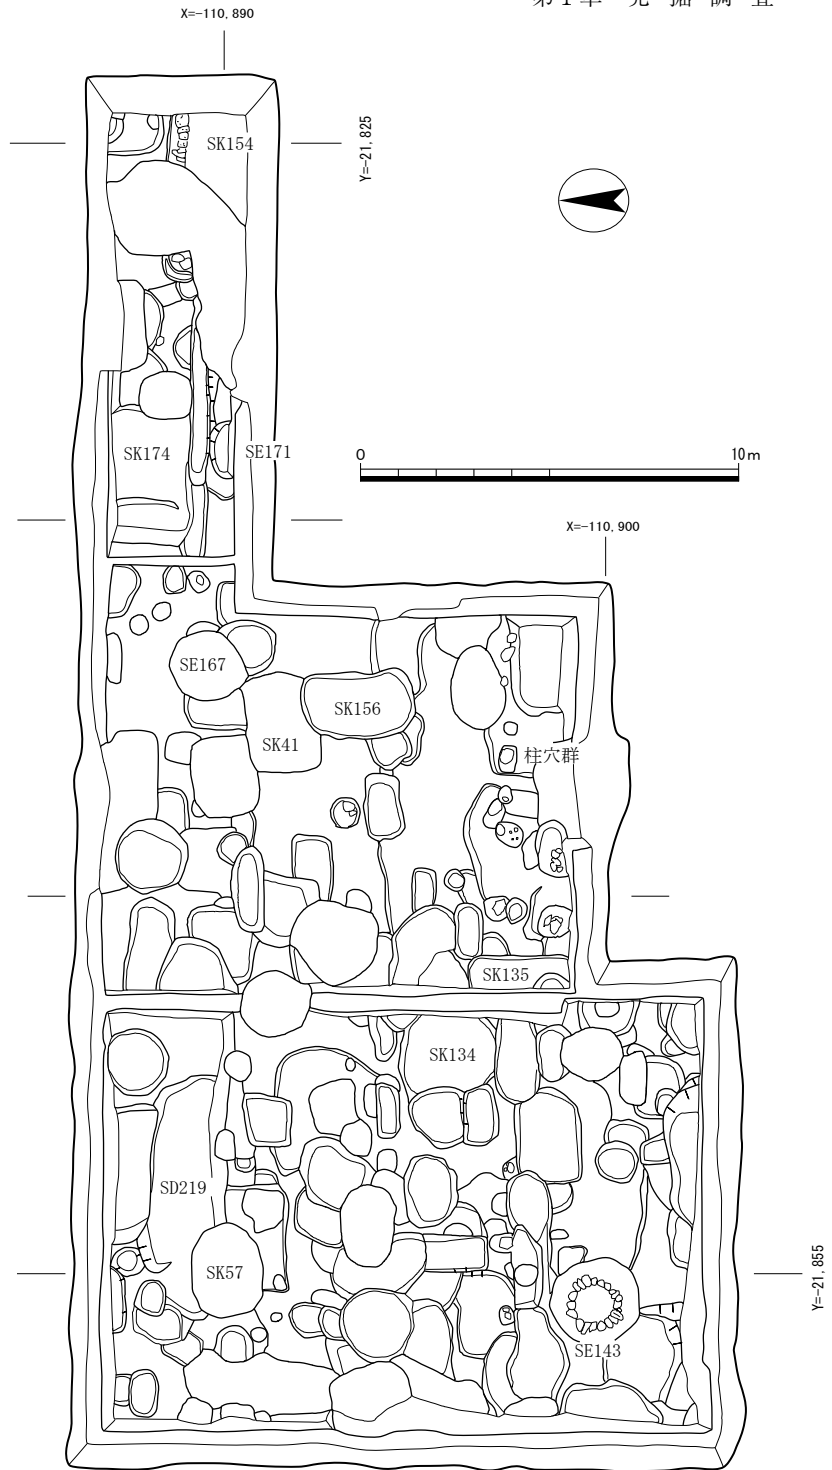 第1章 発掘調査
X=-110,890
SK154
Y=-21,825
SK174
SE171
0
10m
X=-110,900
SE167
SK156
SK41
柱穴群
SK135
SK134
SD219
SK57
SE143
Y=-21,855